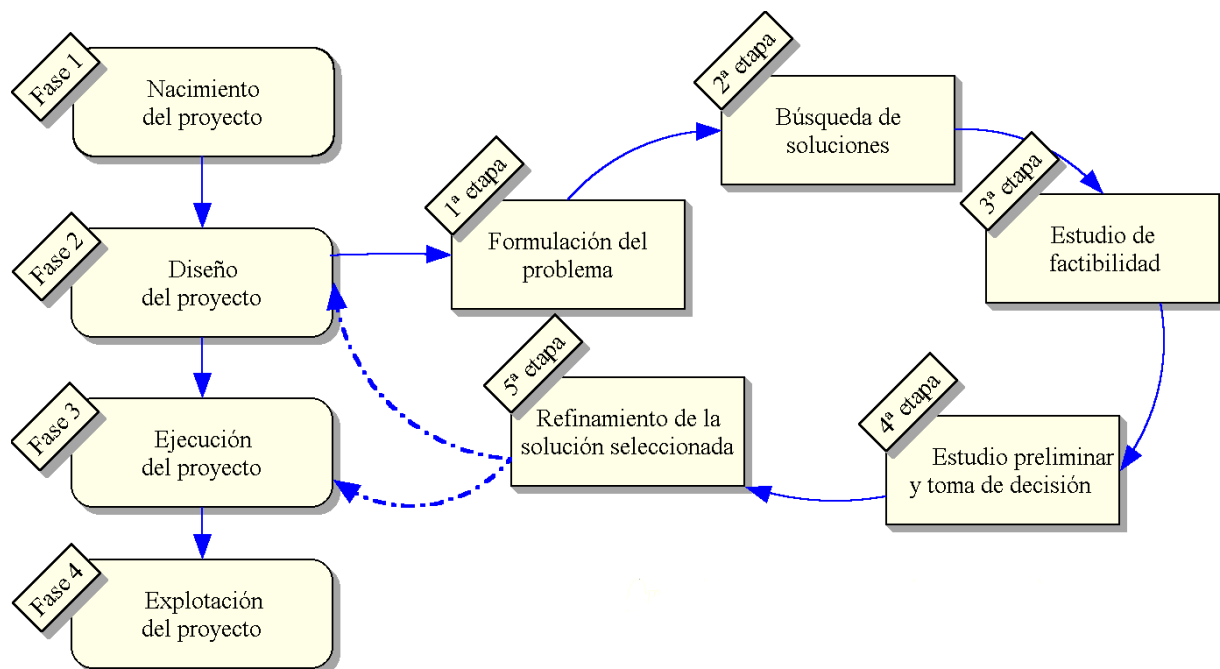 Fase 1
Nacimiento
del proyecto
Fase 2
Diseño
del proyecto
Fase 3
Ejecución
del proyecto
Fase 4
Explotación
del proyecto
1ª etapa
Formulación del
problema
2ª etapa
Búsqueda de
soluciones
3ª etapa
Estudio de
factibilidad
4ª etapa
Estudio preliminar
y toma de decisión
5ª etapa
Refinamiento de la
solución seleccionada